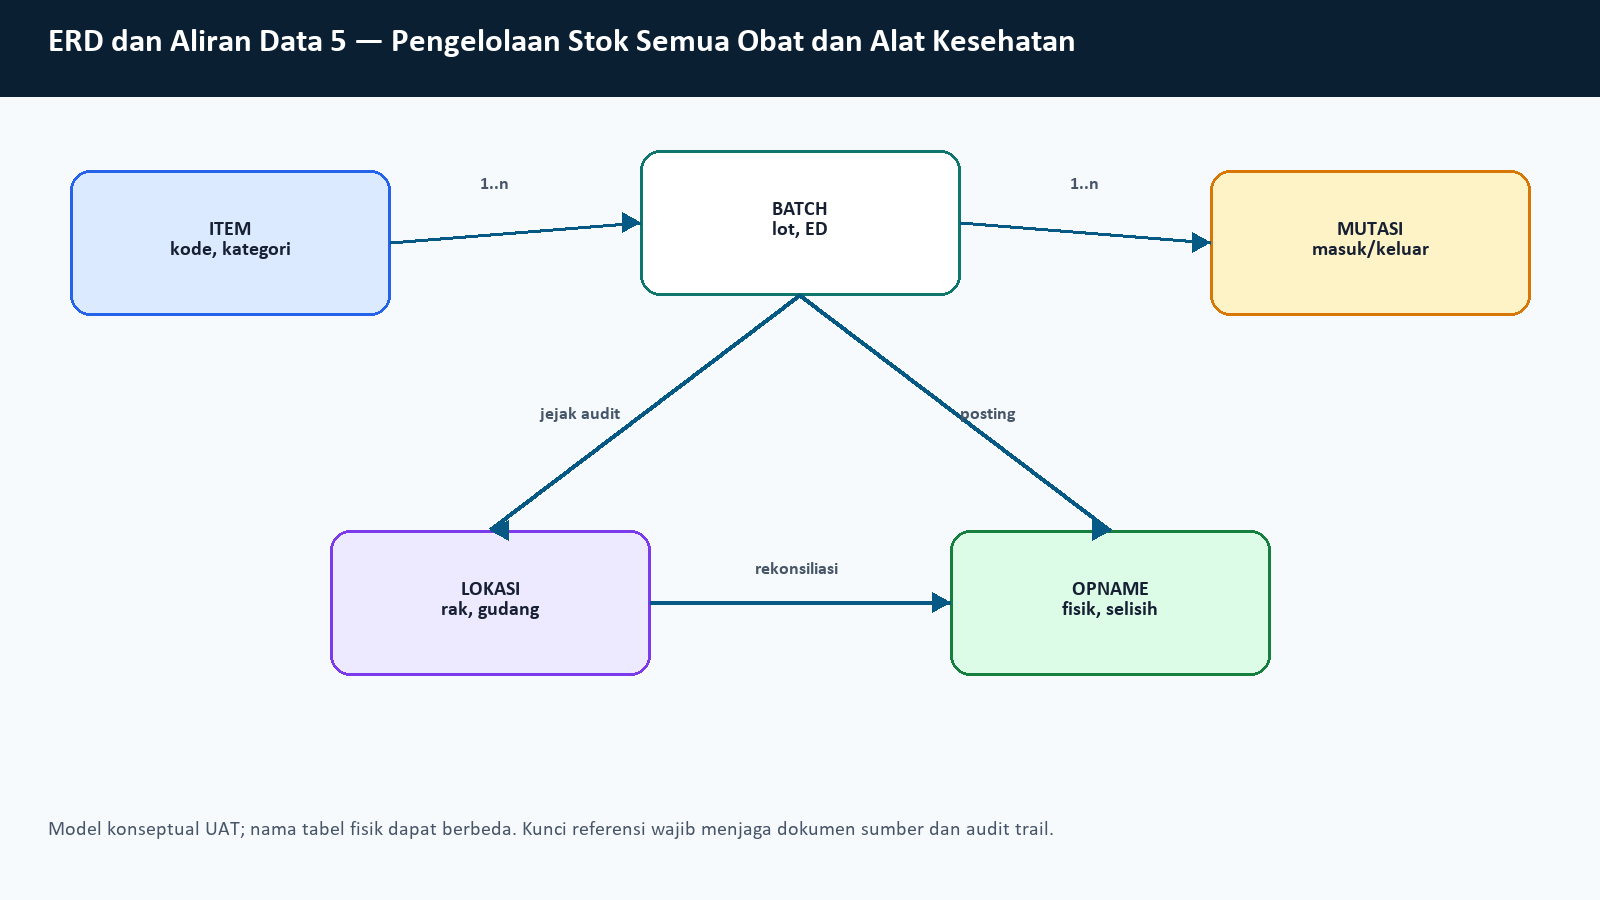 ERD dan Aliran Data 5 — Pengelolaan Stok Semua Obat dan Alat Kesehatan
ITEM
kode, kategori
1..n
BATCH
lot, ED
1..n
MUTASI
masuk/keluar
jejak audit
posting
LOKASI
rak, gudang
rekonsiliasi
OPNAME
fisik, selisih
Model konseptual UAT; nama tabel fisik dapat berbeda. Kunci referensi wajib menjaga dokumen sumber dan audit trail.